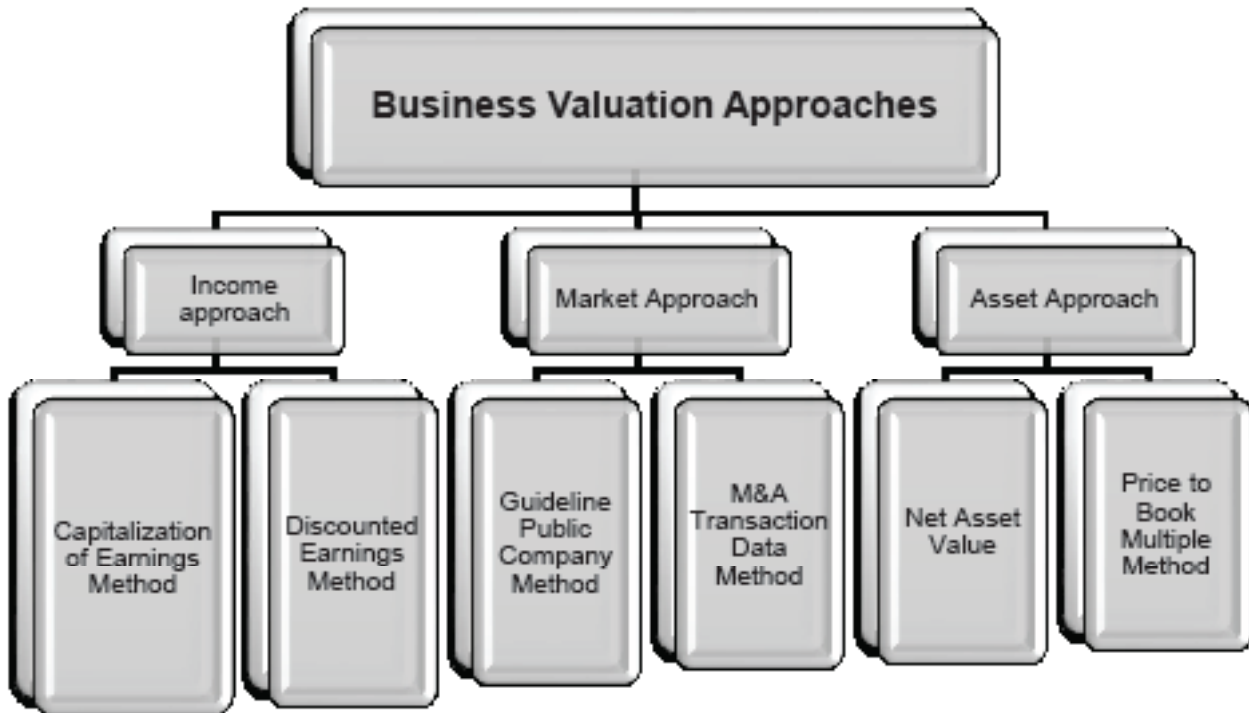 Business Valuation Approaches
Income
approach
Market Approach
Asset Approach
Capitalization
of Earnings
Method
Discounted
Earnings
Method
Guideline
Public
Company
Method
M&A
Transaction
Data
Method
Net Asset
Value
Price to
Book
Multiple
Method